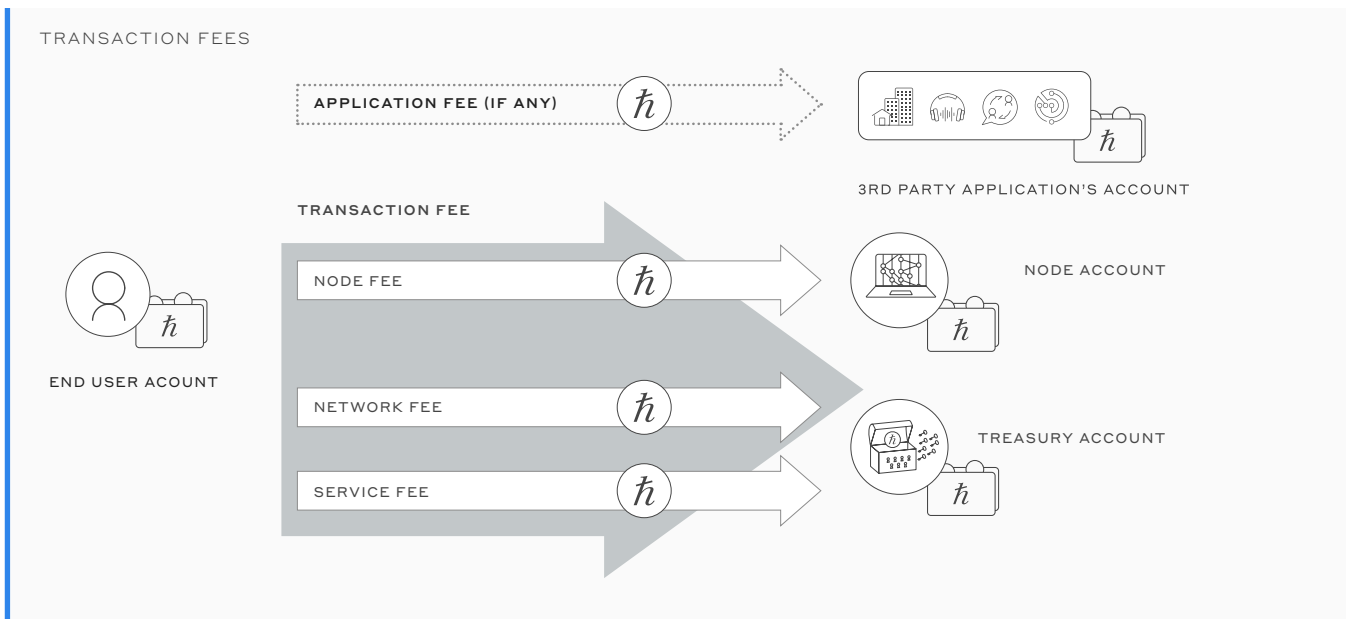 TRANSACTION FEES
APPLICATION FEE (IF ANY)
ℏ
ℏ
3RD PARTY APPLICATION'S ACCOUNT
TRANSACTION FEE
NODE FEE
ℏ
NODE ACCOUNT
ℏ
ℏ
END USER ACOUNT
NETWORK FEE
ℏ
TREASURY ACCOUNT
ℏ
SERVICE FEE
ℏ
ℏ